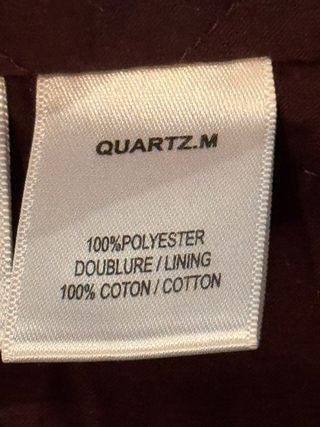 QUARTZ.M
100%POLYESTER
DOUBLURE / LINING
100% COTON / COTTON